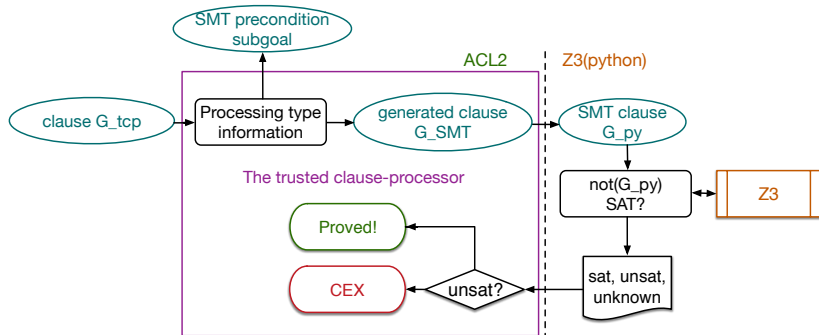 SMT precondition
subgoal
ACL2
Z3(python)
clause G_tcp
Processing type
information
generated clause
G_SMT
SMT clause
G_py
The trusted clause-processor
not(G_py)
SAT?
Z3
Proved!
CEX
unsat?
sat, unsat,
unknown